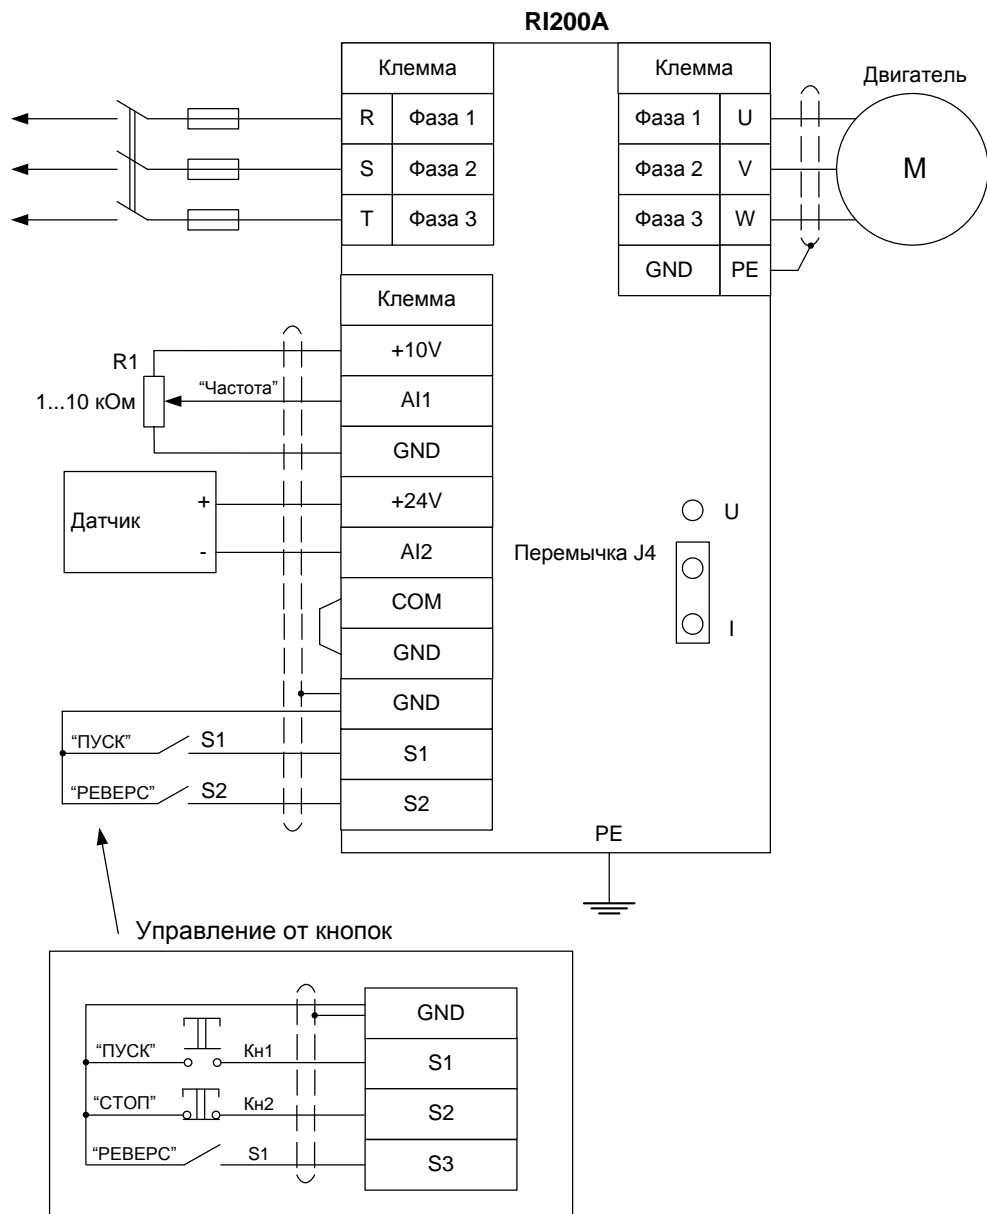 RI200A
Клемма
R Фаза 1
S Фаза 2
T Фаза 3
Клемма
Фаза 1 U
Фаза 2 V
Фаза 3 W
GND PE
Двигатель
M
Клемма
+10V
AI1
GND
+24V
AI2
COM
GND
GND
S1
S2
R1
1...10 кОм
“Частота”
Датчик
+
-
“ПУСК” S1
“РЕВЕРС” S2
U
Перемычка J4
I
PE
Управление от кнопок
GND
“ПУСК” Кн1 S1
“СТОП” Кн2 S2
“РЕВЕРС” S1 S3